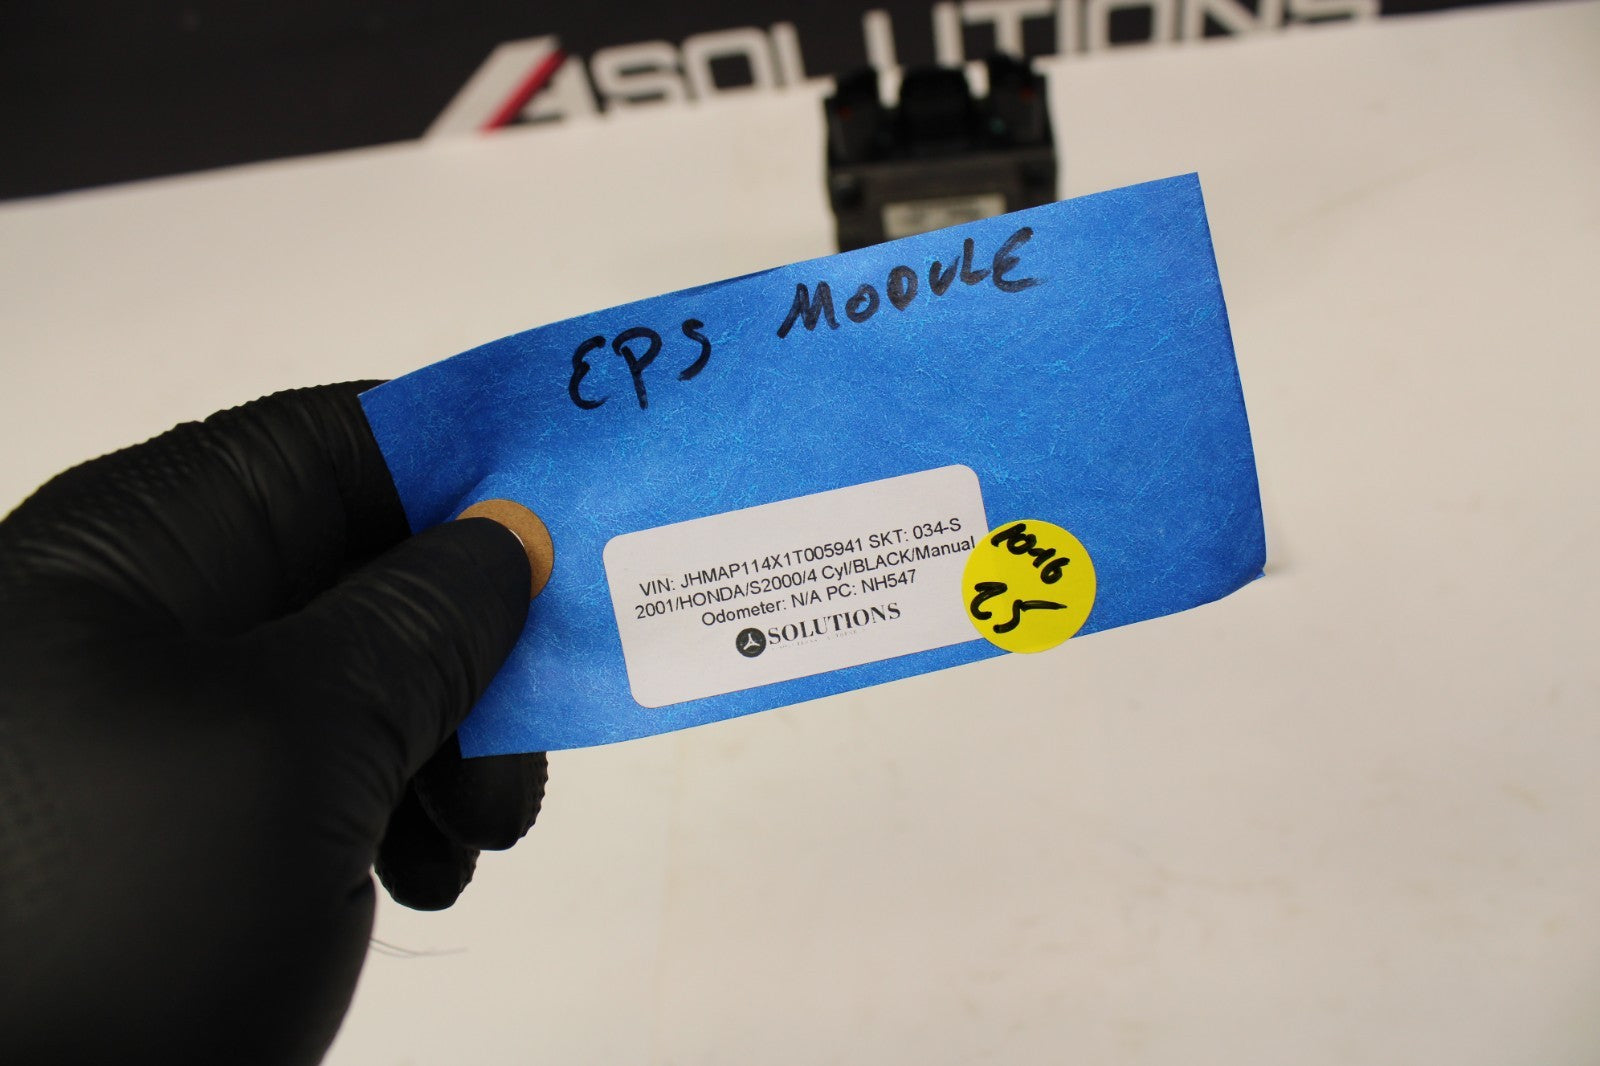 SOLUTIONS
EPS MODULE
VIN: JHMAP114X1T005941 SKT: 034-S
2001/HONDA/S2000/4 Cyl/BLACK/Manual
Odometer: N/A PC: NH547
SOLUTIONS
10-16
25